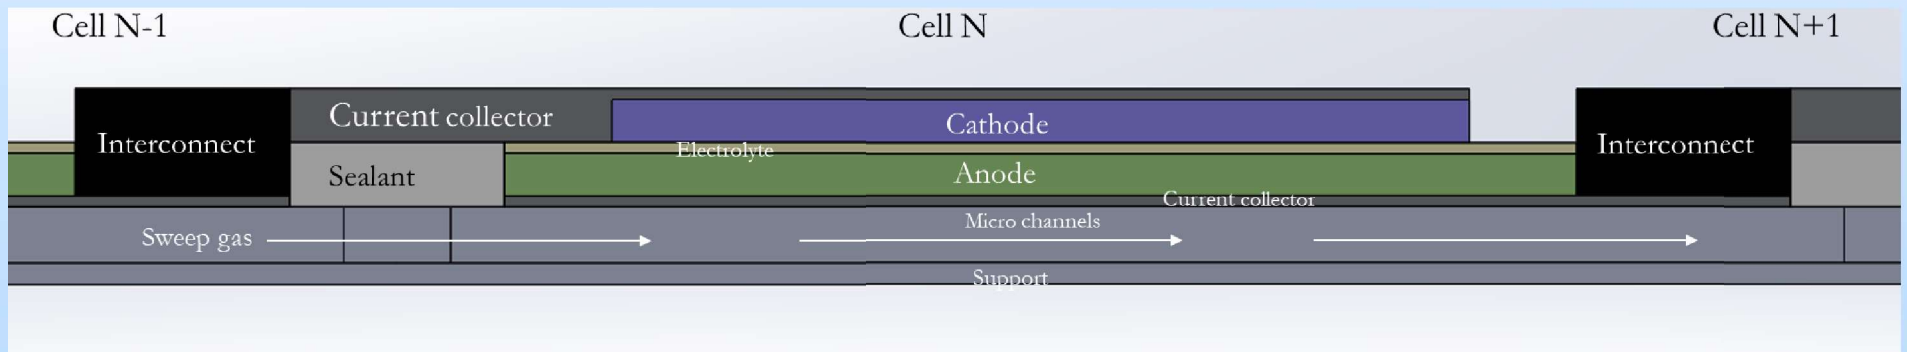 Cell N-1
Cell N
Cell N+1
Current collector
Cathode
Interconnect
Electrolyte
Interconnect
Sealant
Anode
Current collector
Micro channels
Sweep gas
Support